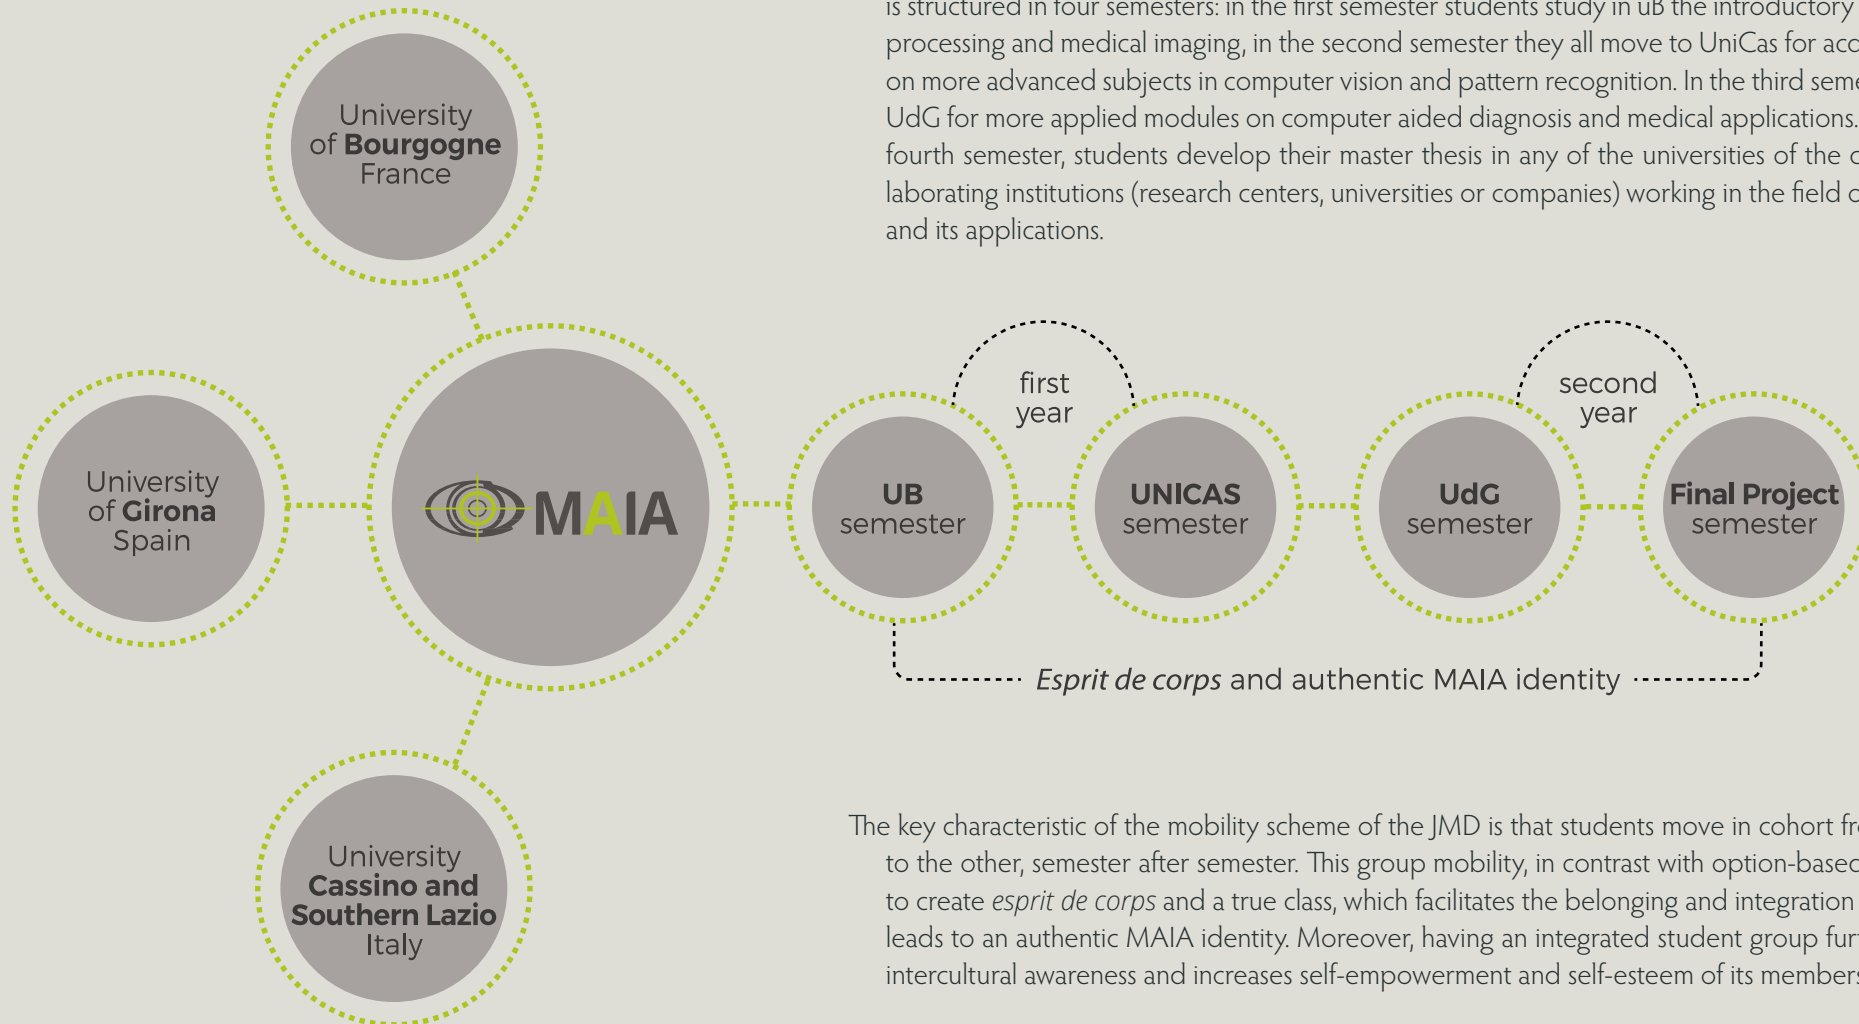 is structured in four semesters: in the first semester students study in uB the introductory
processing and medical imaging, in the second semester they all move to UniCas for
on more advanced subjects in computer vision and pattern recognition. In the third
UdG for more applied modules on computer aided diagnosis and medical applications.
fourth semester, students develop their master thesis in any of the universities of the
laborating institutions (research centers, universities or companies) working in the field
and its applications.
University
of Bourgogne
France
University
of Girona
Spain
MAIA
University
Cassino and
Southern Lazio
Italy
first
year
second
year
UB
semester
UNICAS
semester
UdG
semester
Final Project
semester
Esprit de corps and authentic MAIA identity
The key characteristic of the mobility scheme of the JMD is that students move in cohort
to the other, semester after semester. This group mobility, in contrast with option-based
to create esprit de corps and a true class, which facilitates the belonging and integration
leads to an authentic MAIA identity. Moreover, having an integrated student group
intercultural awareness and increases self-empowerment and self-esteem of its members